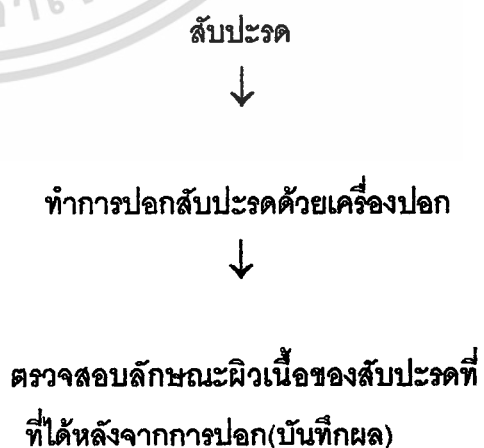 สับปะรด
↓
ทำการปอกสับปะรดด้วยเครื่องปอก
↓
ตรวจสอบลักษณะผิวเนื้อของสับปะรดที่
ที่ได้หลังจากการปอก(บันทึกผล)